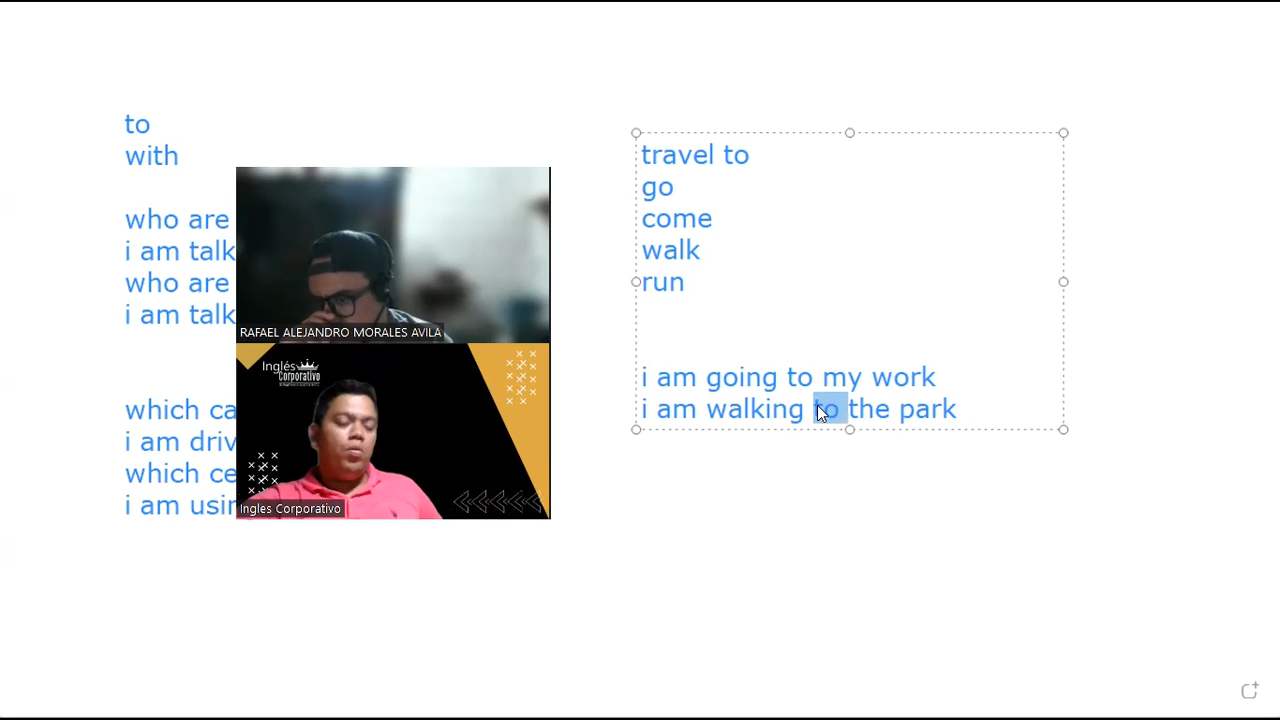 to
with
who are
i am talk
who are
i am talk
which ca
i am driv
which ce
i am usin
RAFAEL ALEJANDRO MORALES AVILA
Inglés
Corporativo
Ingles Corporativo
travel to
go
come
walk
run
i am going to my work
i am walking to the park